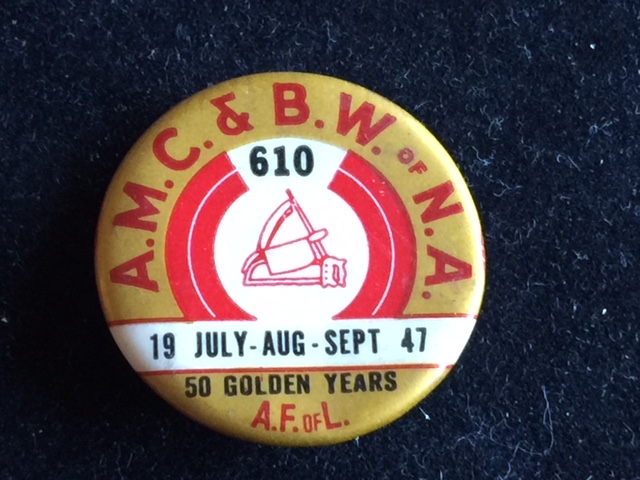 A.M.C. & B.W. OF N.A.
610
19 JULY-AUG-SEPT 47
50 GOLDEN YEARS
A.F. OF L.